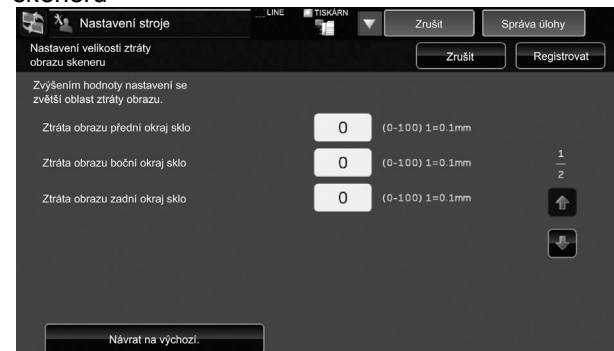 skeneru
Nastavení stroje
LINE
TISKÁRN
Zrušit
Správa úlohy
Nastavení velikosti ztráty
obrazu skeneru
Zrušit
Registrovat
Zvýšením hodnoty nastavení se
zvětší oblast ztráty obrazu.
Ztráta obrazu přední okraj sklo
0
(0-100) 1=0.1mm
Ztráta obrazu boční okraj sklo
0
(0-100) 1=0.1mm
1
2
Ztráta obrazu zadní okraj sklo
0
(0-100) 1=0.1mm
Návrat na výchozí.